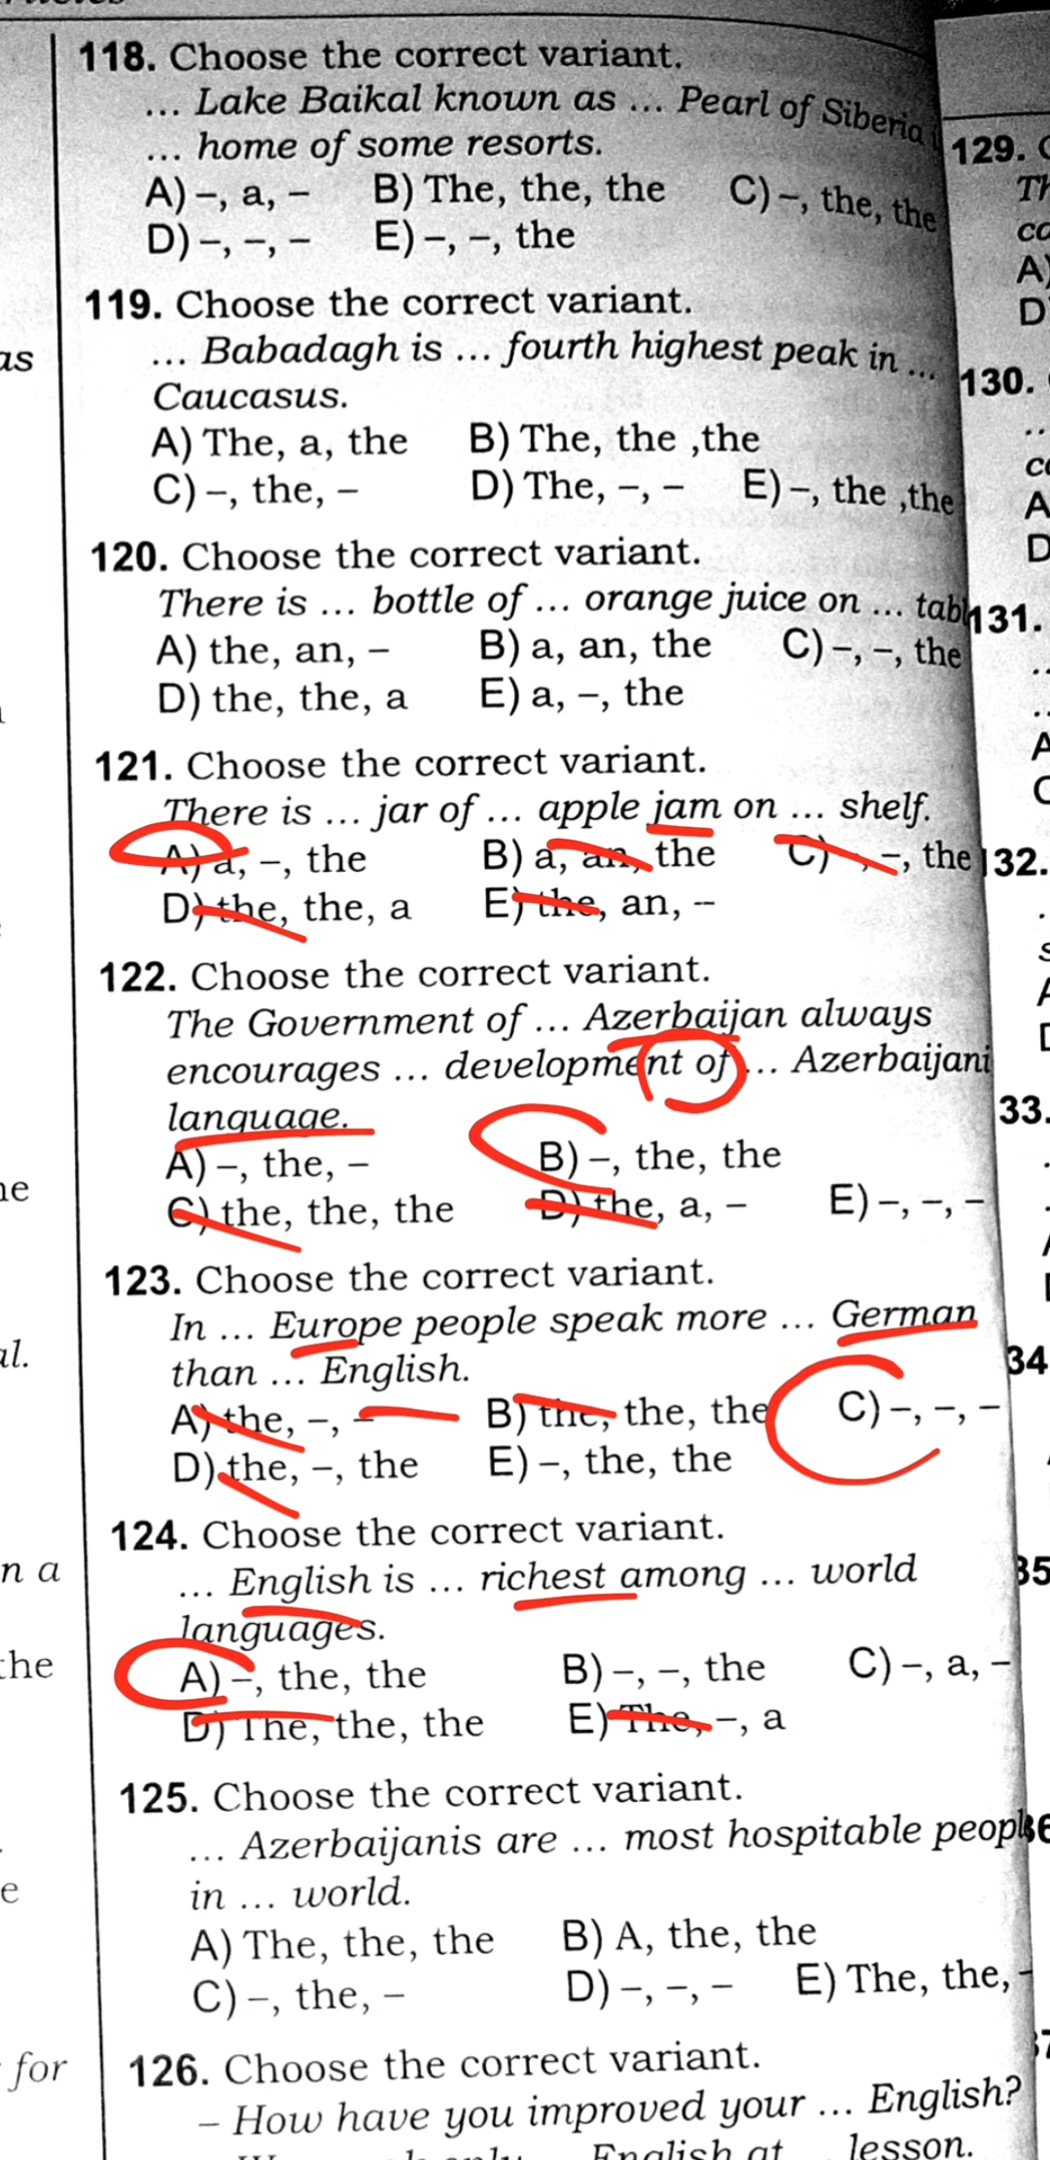 118. Choose the correct variant.
... Lake Baikal known as ... Pearl of Siberia
... home of some resorts.
A) –, a, – B) The, the, the C) –, the, the
D) –, –, – E) –, –, the
119. Choose the correct variant.
... Babadagh is ... fourth highest peak in ...
Caucasus.
A) The, a, the B) The, the ,the
C) –, the, – D) The, –, – E) –, the ,the
120. Choose the correct variant.
There is ... bottle of ... orange juice on ...
A) the, an, – B) a, an, the C) –, –, the
D) the, the, a E) a, –, the
121. Choose the correct variant.
There is ... jar of ... apple jam on ... shelf.
A) a, –, the B) a, an, the C) –, –, the
D) the, the, a E) the, an, --
122. Choose the correct variant.
The Government of ... Azerbaijan always
encourages ... development of ... Azerbaijani
language.
A) –, the, – B) –, the, the
C) the, the, the D) the, a, – E) –, –, –
123. Choose the correct variant.
In ... Europe people speak more ... German
than ... English.
A) the, –, – B) the, the, the C) –, –, –
D) the, –, the E) –, the, the
124. Choose the correct variant.
... English is ... richest among ... world
languages.
A) –, the, the B) –, –, the C) –, a, –
D) The, the, the E) The, –, a
125. Choose the correct variant.
... Azerbaijanis are ... most hospitable
in ... world.
A) The, the, the B) A, the, the
C) –, the, – D) –, –, – E) The, the, –
126. Choose the correct variant.
– How have you improved your ... English?
English at lesson.
as
al.
n a
the
for
129.
130.
131.
132.
33.
34
35